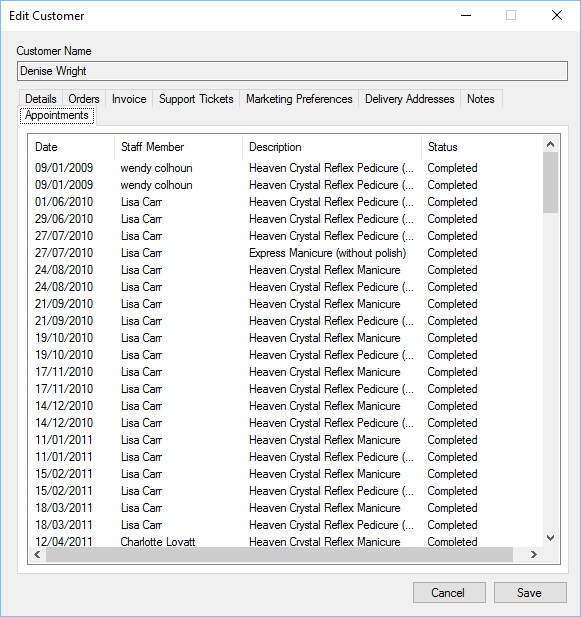 Edit Customer
Customer Name
Denise Wright
Details Orders Invoice Support Tickets Marketing Preferences Delivery Addresses Notes
Appointments
Date Staff Member Description Status
09/01/2009 wendy colhoun Heaven Crystal Reflex Pedicure (... Completed
09/01/2009 wendy colhoun Heaven Crystal Reflex Pedicure (... Completed
01/06/2010 Lisa Carr Heaven Crystal Reflex Pedicure (... Completed
29/06/2010 Lisa Carr Heaven Crystal Reflex Pedicure (... Completed
27/07/2010 Lisa Carr Heaven Crystal Reflex Pedicure (... Completed
27/07/2010 Lisa Carr Express Manicure (without polish) Completed
24/08/2010 Lisa Carr Heaven Crystal Reflex Manicure Completed
24/08/2010 Lisa Carr Heaven Crystal Reflex Pedicure (... Completed
21/09/2010 Lisa Carr Heaven Crystal Reflex Manicure Completed
21/09/2010 Lisa Carr Heaven Crystal Reflex Pedicure (... Completed
19/10/2010 Lisa Carr Heaven Crystal Reflex Manicure Completed
19/10/2010 Lisa Carr Heaven Crystal Reflex Pedicure (... Completed
17/11/2010 Lisa Carr Heaven Crystal Reflex Manicure Completed
17/11/2010 Lisa Carr Heaven Crystal Reflex Pedicure (... Completed
14/12/2010 Lisa Carr Heaven Crystal Reflex Manicure Completed
14/12/2010 Lisa Carr Heaven Crystal Reflex Pedicure (... Completed
11/01/2011 Lisa Carr Heaven Crystal Reflex Manicure Completed
11/01/2011 Lisa Carr Heaven Crystal Reflex Pedicure (... Completed
15/02/2011 Lisa Carr Heaven Crystal Reflex Manicure Completed
15/02/2011 Lisa Carr Heaven Crystal Reflex Pedicure (... Completed
18/03/2011 Lisa Carr Heaven Crystal Reflex Manicure Completed
18/03/2011 Lisa Carr Heaven Crystal Reflex Pedicure (... Completed
12/04/2011 Charlotte Lovatt Heaven Crystal Reflex Manicure Completed
Cancel Save